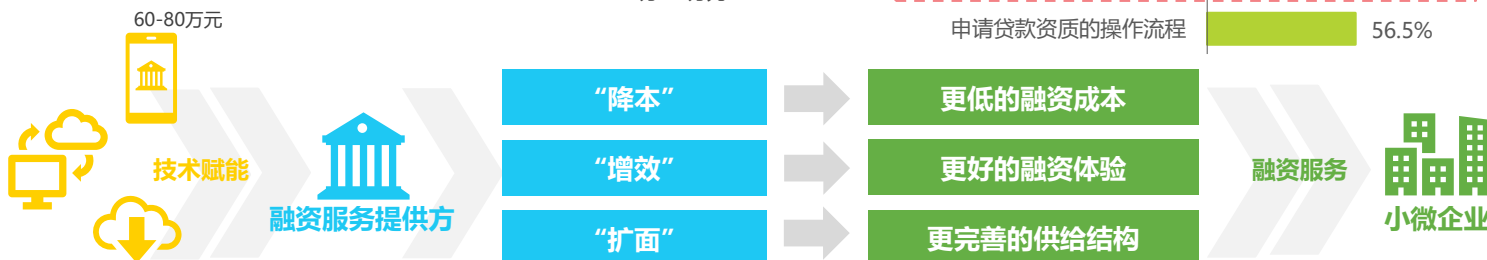 60-80万元
申请贷款资质的操作流程
56.5%
技术赋能
融资服务提供方
“降本”
更低的融资成本
“增效”
更好的融资体验
“扩面”
更完善的供给结构
融资服务
小微企业